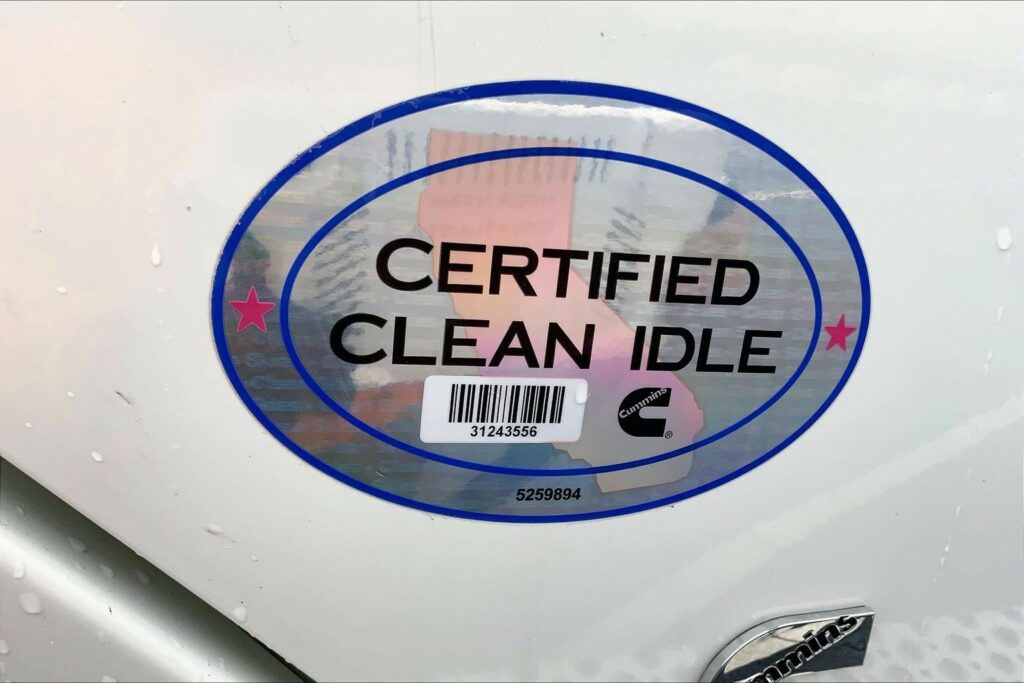 CERTIFIED
CLEAN IDLE
Cummins
®
31243556
5259894